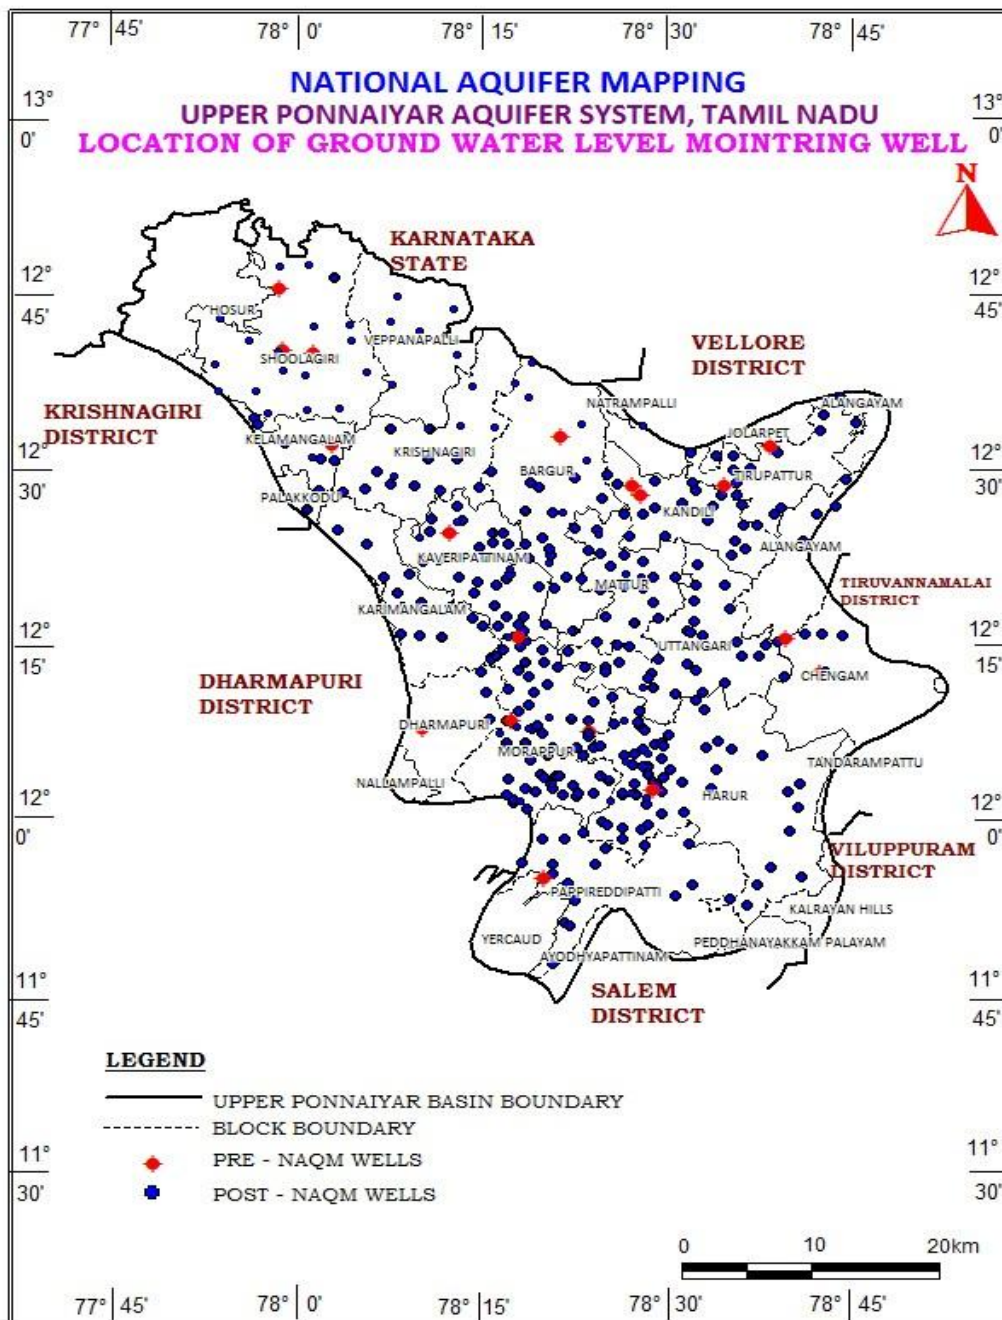 77° 45' 78° 0' 78° 15' 78° 30' 78° 45'
NATIONAL AQUIFER MAPPING
13°
0'
13°
0'
UPPER PONNAIYAR AQUIFER SYSTEM, TAMIL NADU
LOCATION OF GROUND WATER LEVEL MOINTRING WELL
N
KARNATAKA
STATE
12°
45'
12°
45'
HOSUR
VEPPANAPALLI
SHOOLAGIRI
VELLORE
DISTRICT
KRISHNAGIRI
DISTRICT
NATRAMPALLI
ALANGAYAM
JOLARPET
KELAMANGALAM
KRISHNAGIRI
12°
30'
12°
30'
BARGUR
TIRUPATTUR
PALAKKODU
KANDILI
ALANGAYAM
KAVERIPATTINAM
MATTUR
TIRUVANNAMALAI
DISTRICT
KARIMANGALAM
12°
15'
12°
15'
UTTANGARI
CHENGAM
DHARMAPURI
DISTRICT
DHARMAPURI
MORAPPUR
TANDARAMPATTU
NALLAMPALLI
HARUR
12°
0'
12°
0'
VILUPPURAM
DISTRICT
PAPPIREDDIPATTI
KALRAYAN HILLS
YERCAUD
PEDDHANAYAKKAM PALAYAM
AYODHYAPATTINAM
SALEM
DISTRICT
11°
45'
11°
45'
LEGEND
UPPER PONNAIYAR BASIN BOUNDARY
BLOCK BOUNDARY
PRE - NAQM WELLS
POST - NAQM WELLS
11°
30'
11°
30'
0 10 20km
77° 45' 78° 0' 78° 15' 78° 30' 78° 45'